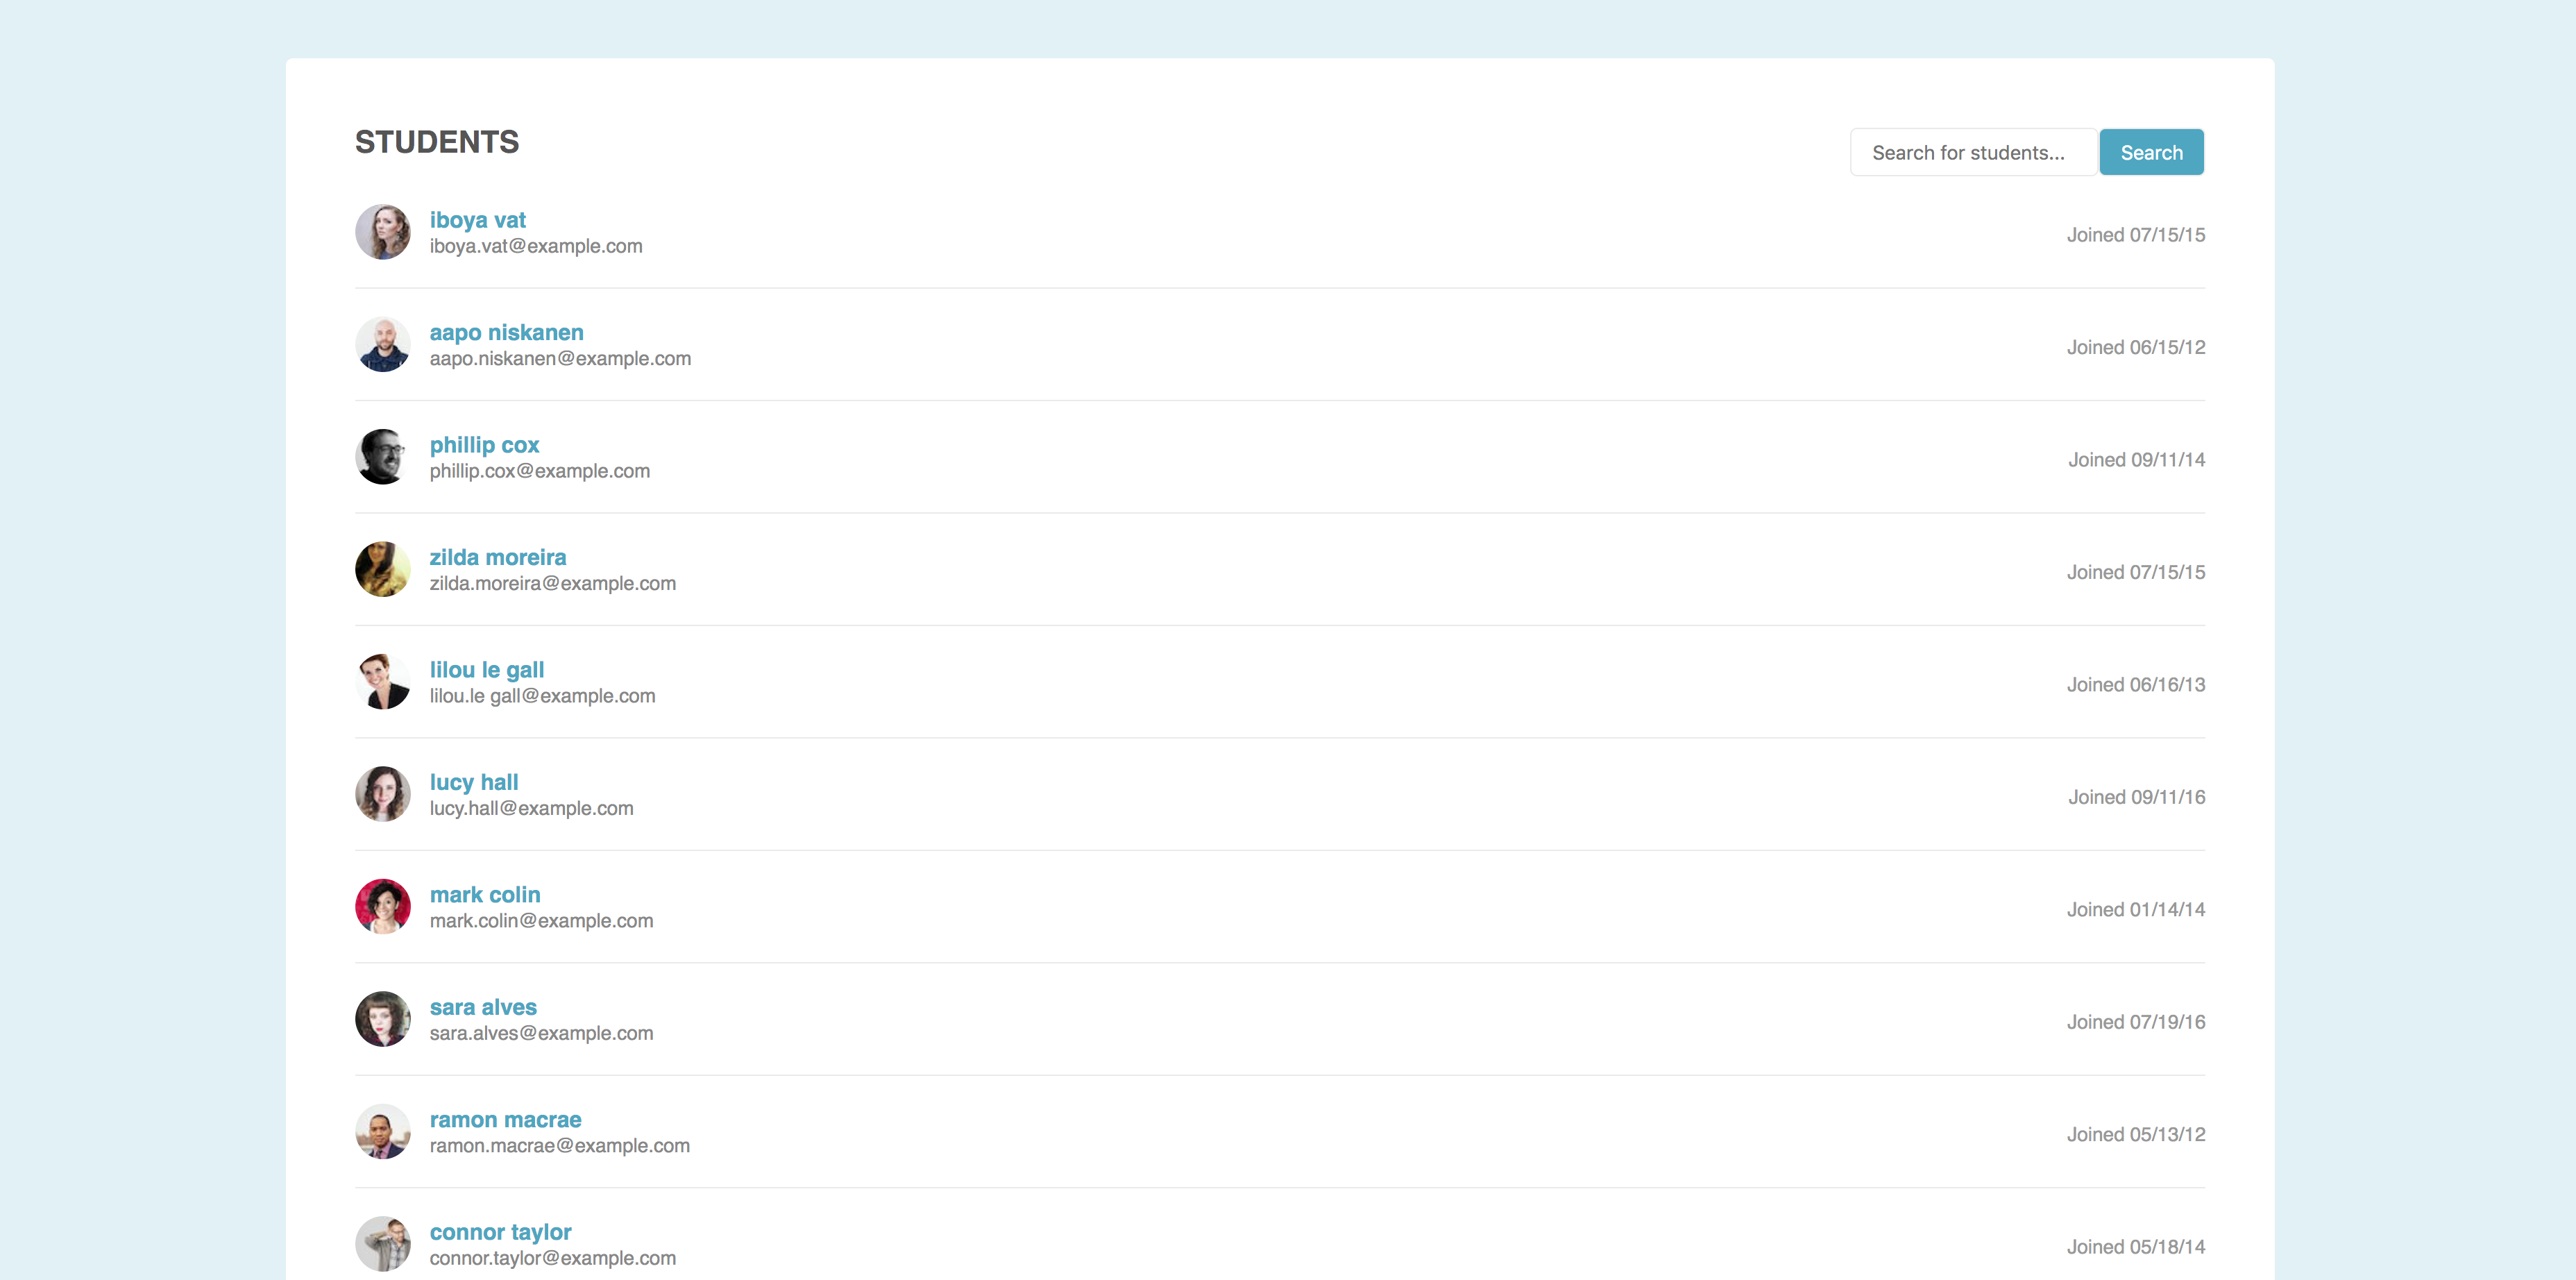 STUDENTS
Search for students...
Search
iboya vat
iboya.vat@example.com
Joined 07/15/15
aapo niskanen
aapo.niskanen@example.com
Joined 06/15/12
phillip cox
phillip.cox@example.com
Joined 09/11/14
zilda moreira
zilda.moreira@example.com
Joined 07/15/15
lilou le gall
lilou.le gall@example.com
Joined 06/16/13
lucy hall
lucy.hall@example.com
Joined 09/11/16
mark colin
mark.colin@example.com
Joined 01/14/14
sara alves
sara.alves@example.com
Joined 07/19/16
ramon macrae
ramon.macrae@example.com
Joined 05/13/12
connor taylor
connor.taylor@example.com
Joined 05/18/14